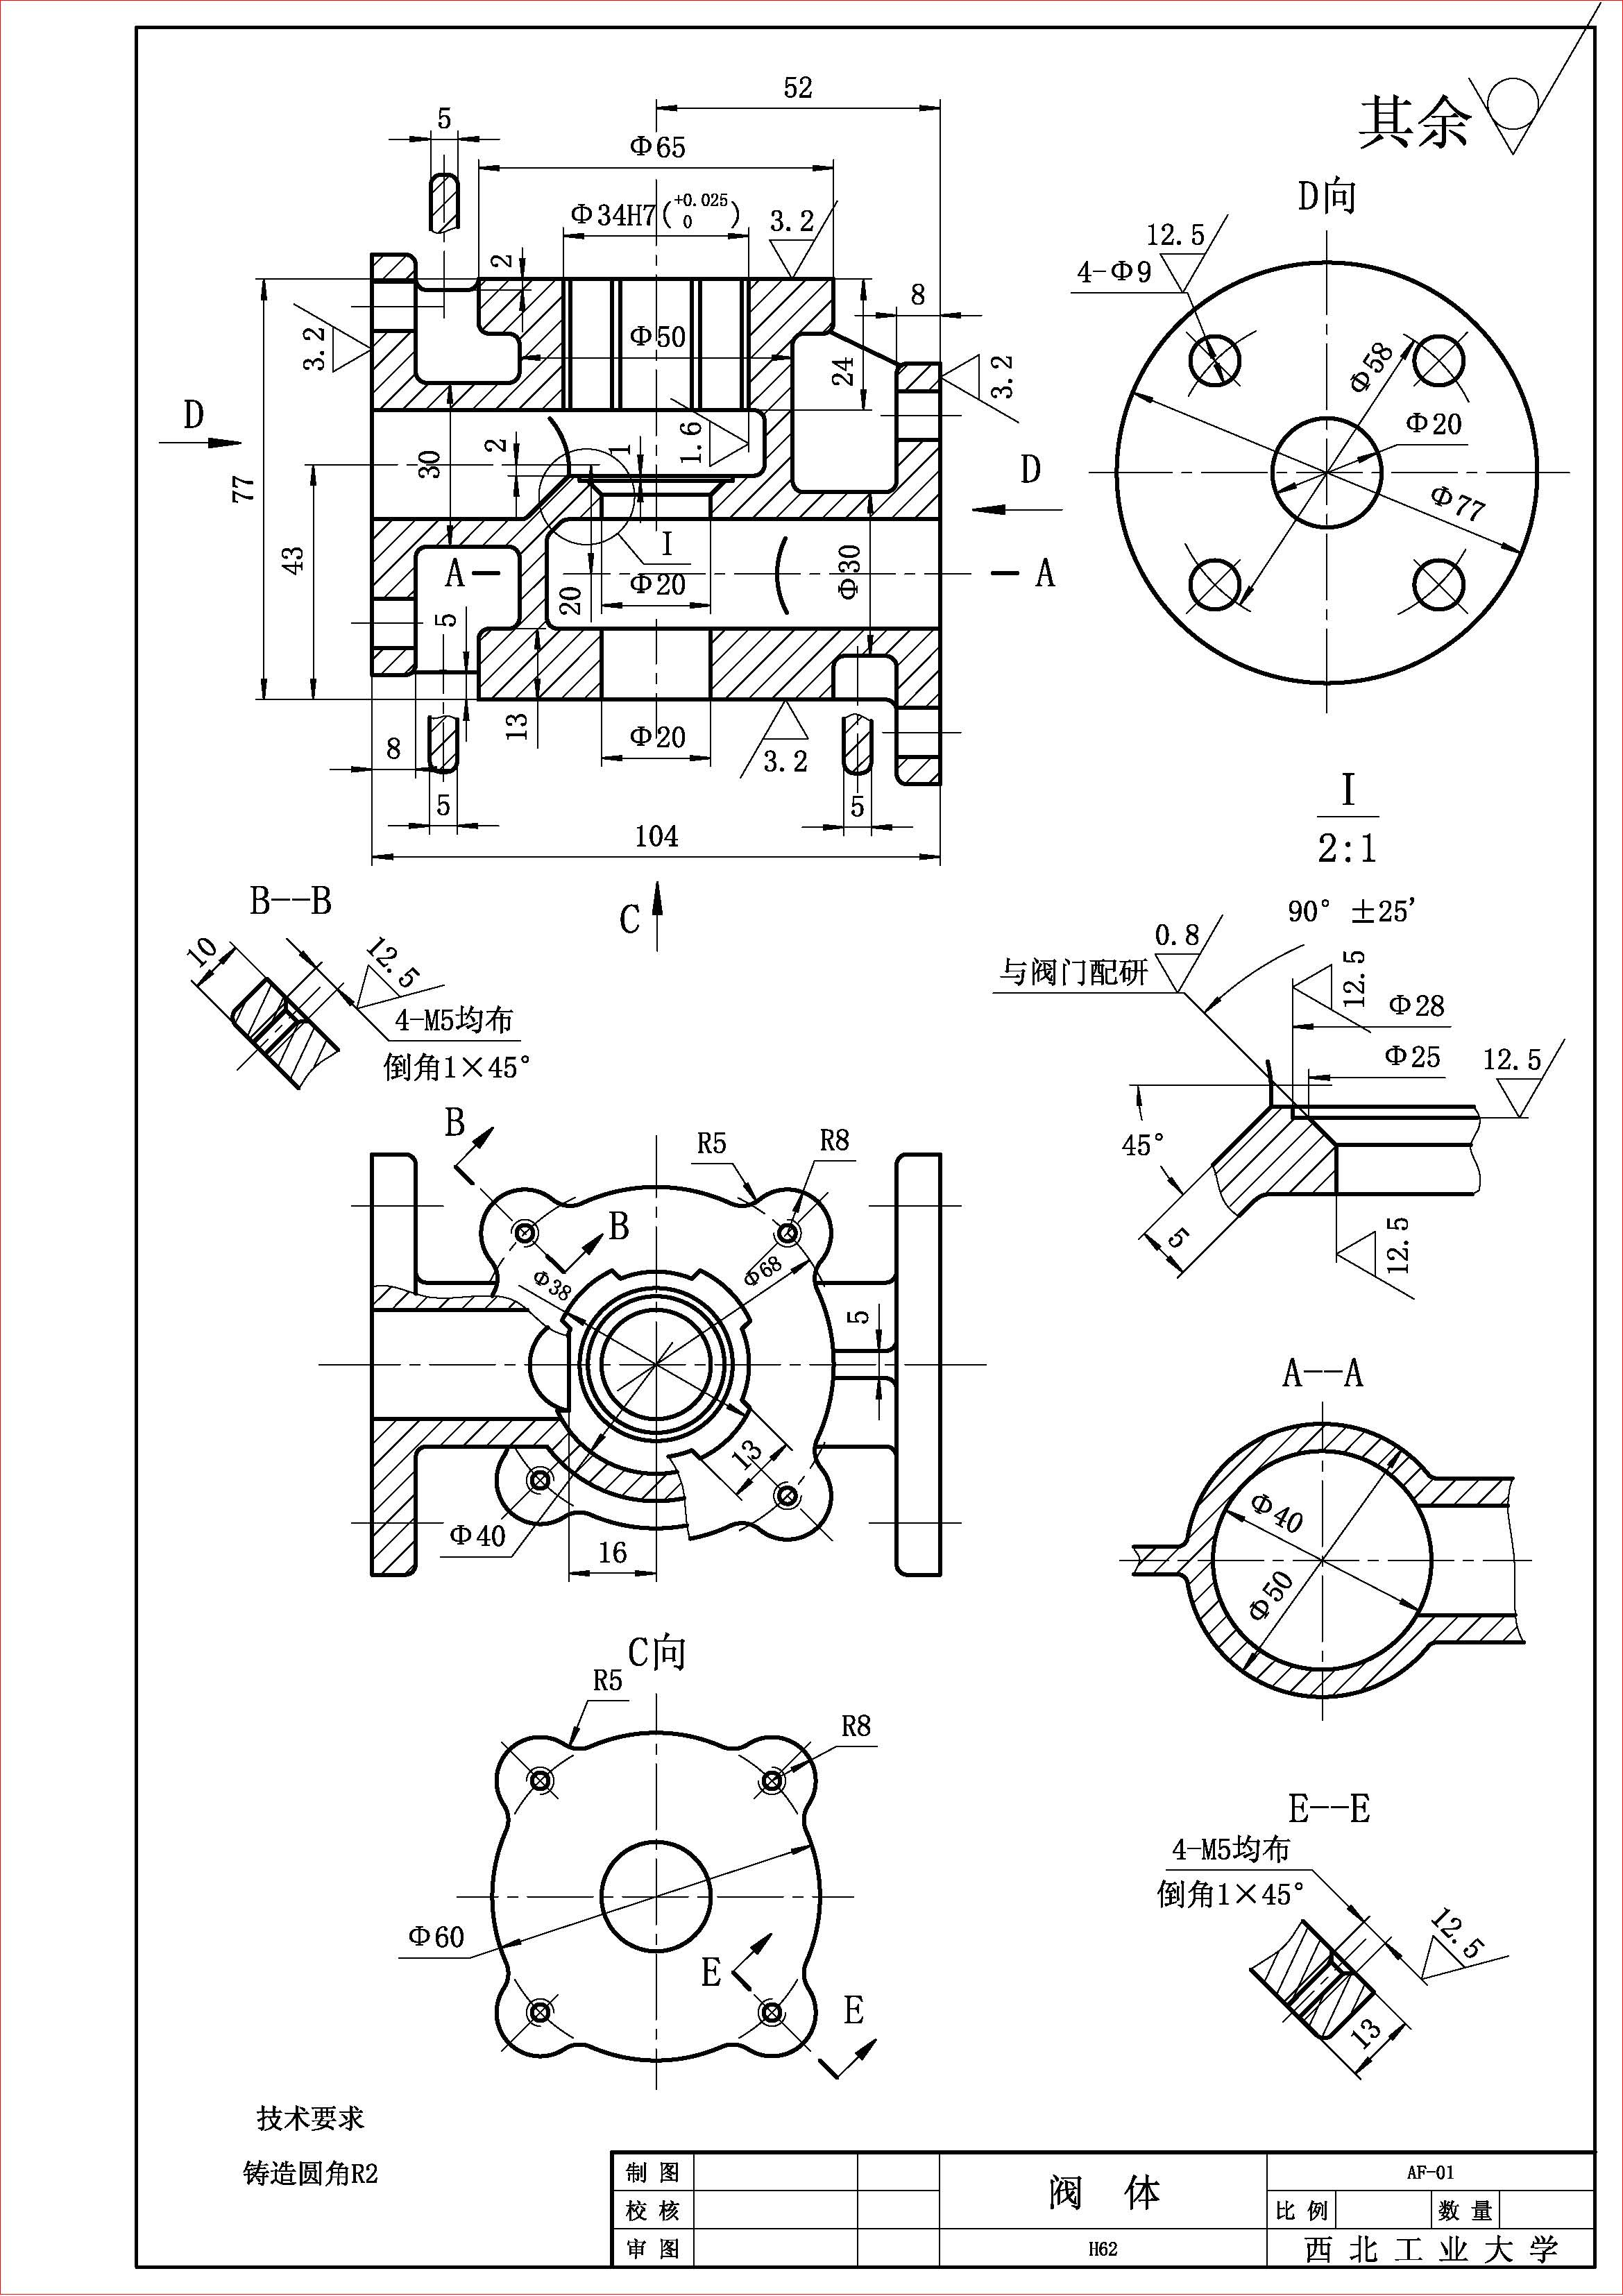 52
其余
5
Φ65
D向
Φ34H7(+0.025 0)
3.2
12.5
4-Φ9
2
8
3.2
Φ50
24
3.2
Φ58
D
Φ20
2
1
1.6
30
D
77
Φ77
43
I
A
A
Φ20
Φ30
20
5
13
Φ20
3.2
8
5
5
104
I
2:1
B--B
C
90° ±25'
10
12.5
0.8
与阀门配研
12.5
Φ28
4-M5均布
Φ25
12.5
倒角1×45°
B
R5
R8
45°
B
5
12.5
Φ38
Φ68
5
A--A
13
Φ40
16
Φ40
Φ50
C向
R5
R8
E--E
4-M5均布
倒角1×45°
Φ60
12.5
E
E
13
技术要求
铸造圆角R2
制 图
阀 体
AF-01
校 核
比 例
数 量
审 图
H62
西 北 工 业 大 学